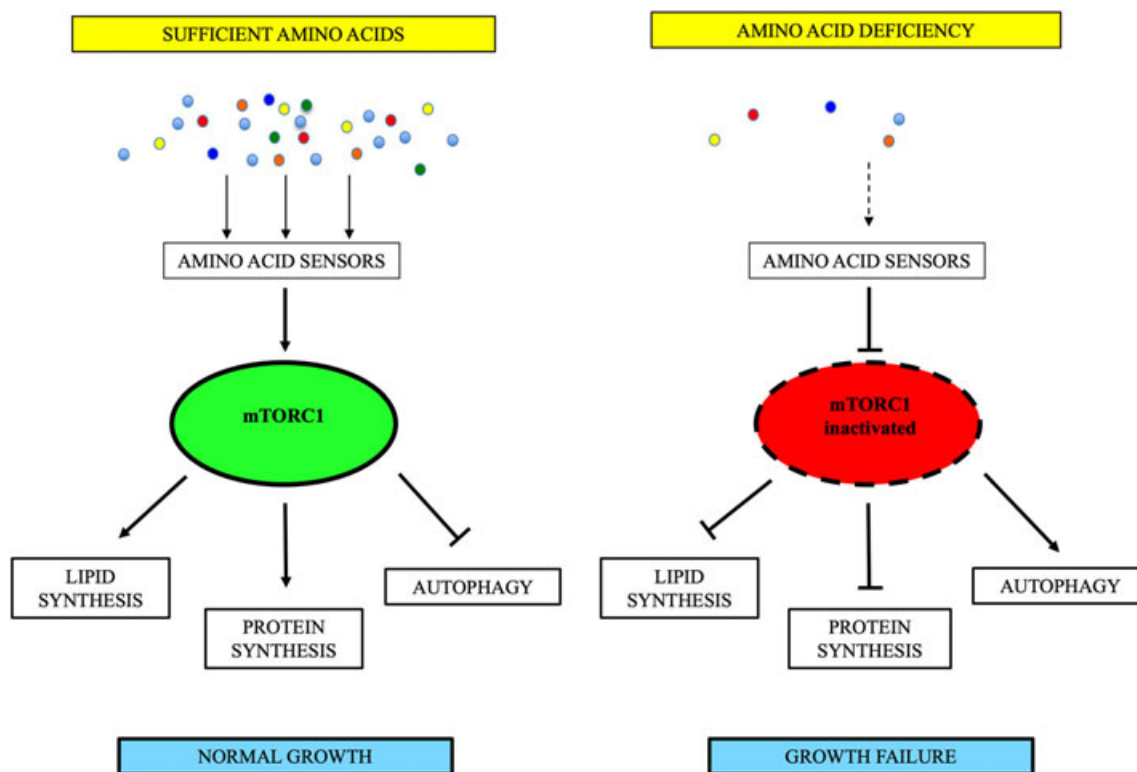 SUFFICIENT AMINO ACIDS
AMINO ACID SENSORS
mTORC1
LIPID
SYNTHESIS
PROTEIN
SYNTHESIS
AUTOPHAGY
NORMAL GROWTH
AMINO ACID DEFICIENCY
AMINO ACID SENSORS
mTORC1
inactivated
LIPID
SYNTHESIS
PROTEIN
SYNTHESIS
AUTOPHAGY
GROWTH FAILURE